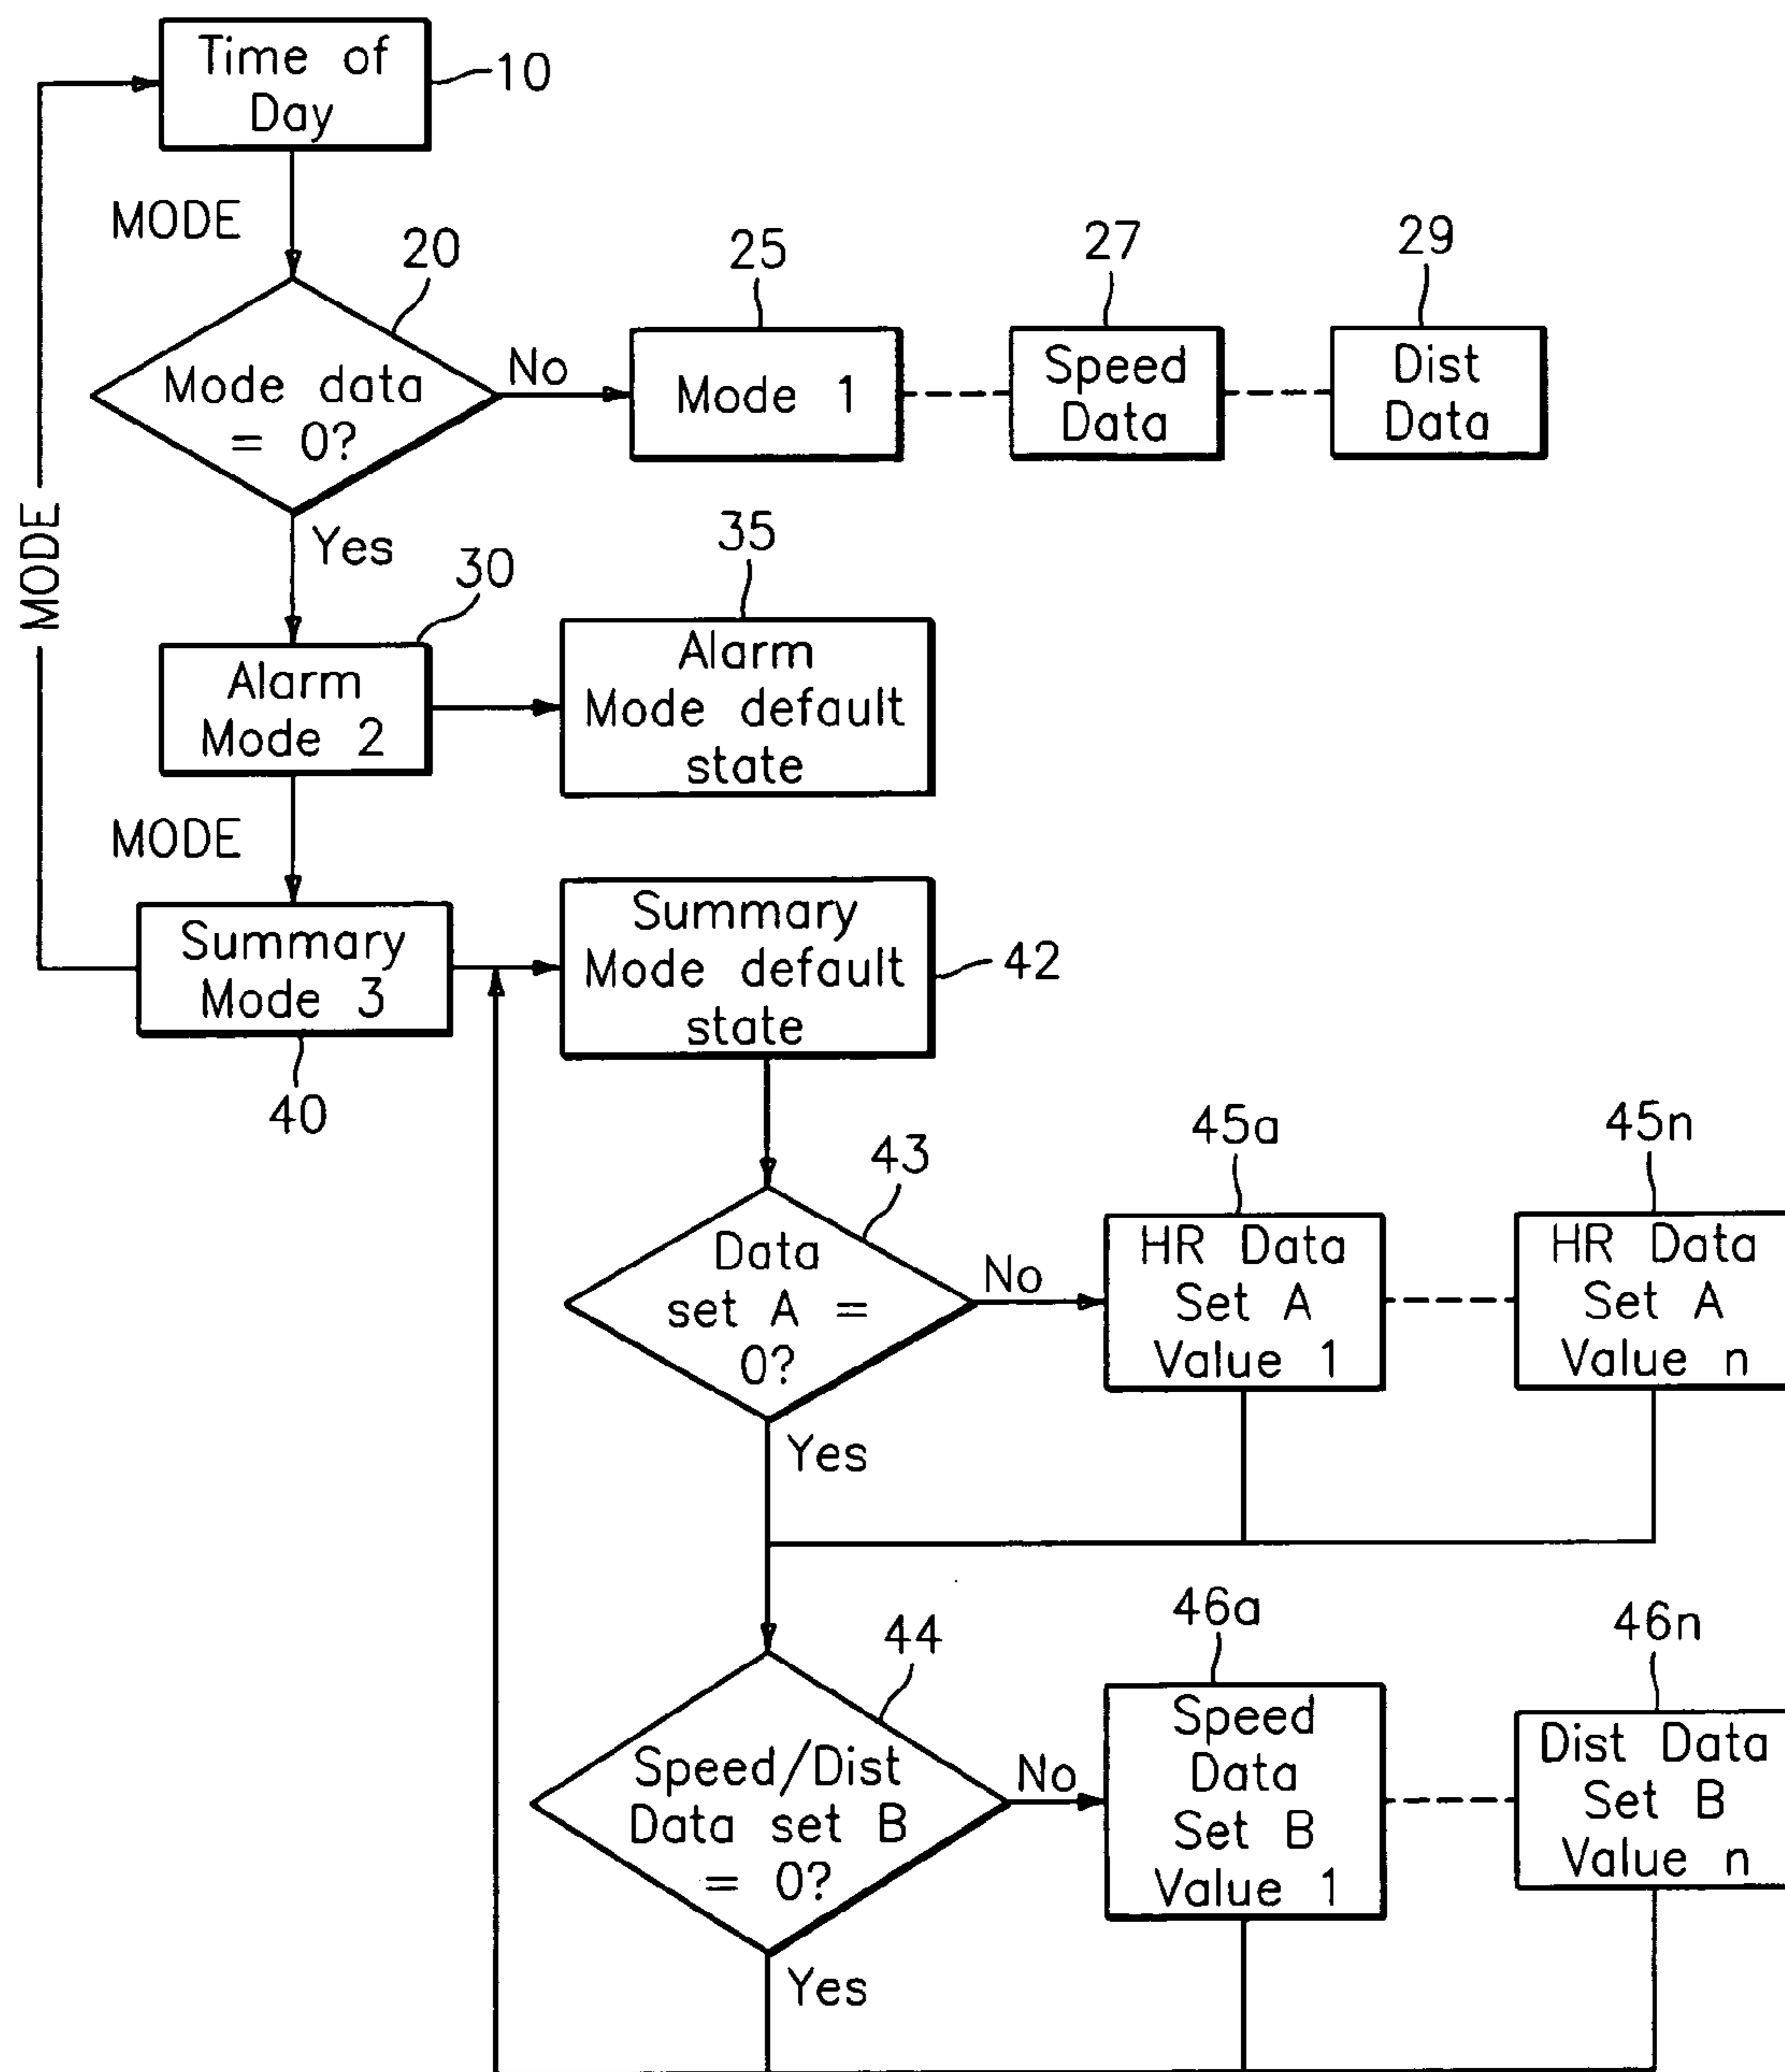 Time of
Day
10
MODE
20
25
27
29
Mode data
= 0?
No
Mode 1
Speed
Data
Dist
Data
MODE
Yes
30
35
Alarm
Mode 2
Alarm
Mode default
state
MODE
Summary
Mode 3
40
Summary
Mode default
state
42
43
45a
45n
Data
set A =
0?
No
HR Data
Set A
Value 1
HR Data
Set A
Value n
Yes
44
46a
46n
Speed/Dist
Data set B
= 0?
No
Speed
Data
Set B
Value 1
Dist Data
Set B
Value n
Yes